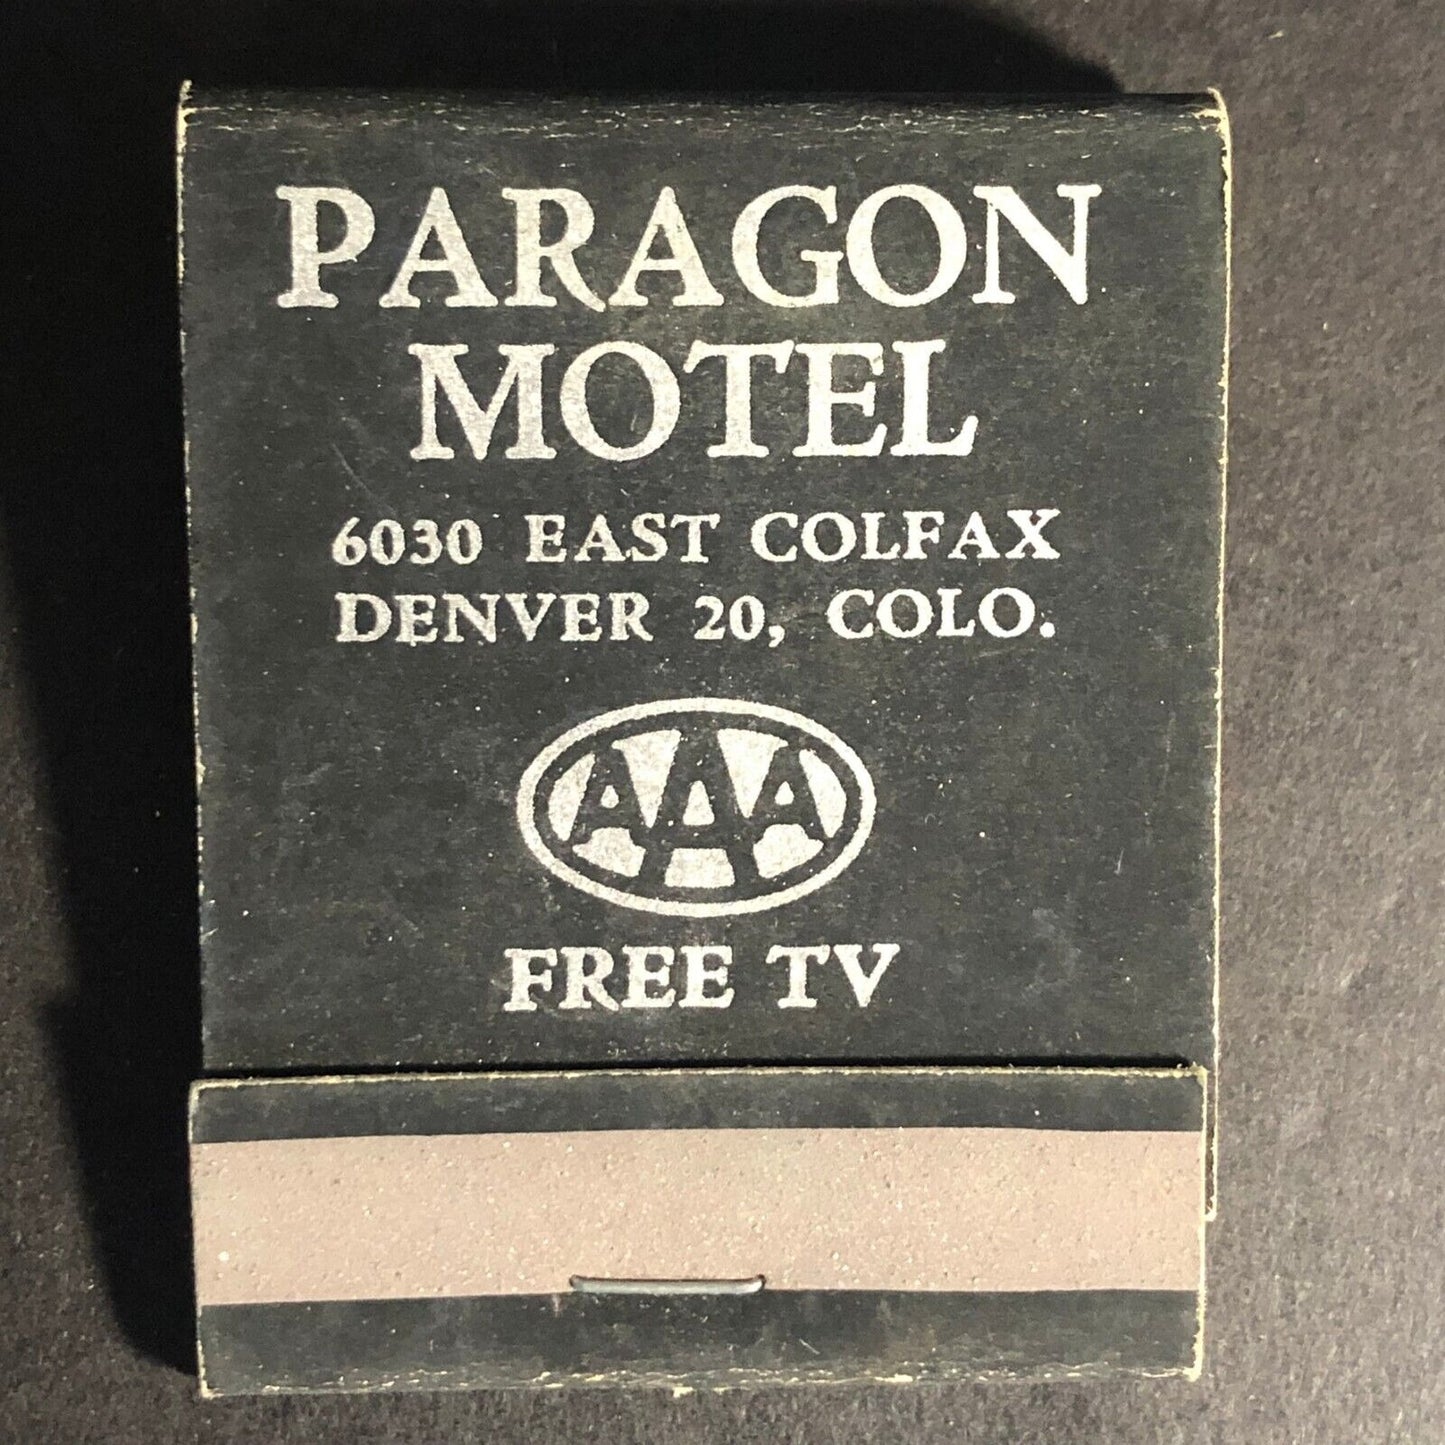 PARAGON
MOTEL
6030 EAST COLFAX
DENVER 20, COLO.
AAA
FREE TV